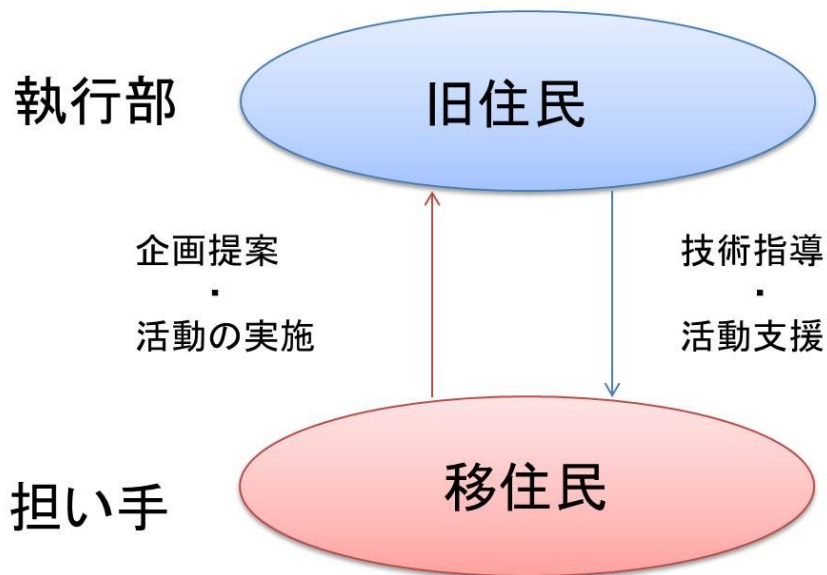 執行部
旧住民
企画提案
・
活動の実施
技術指導
・
活動支援
担い手
移住民